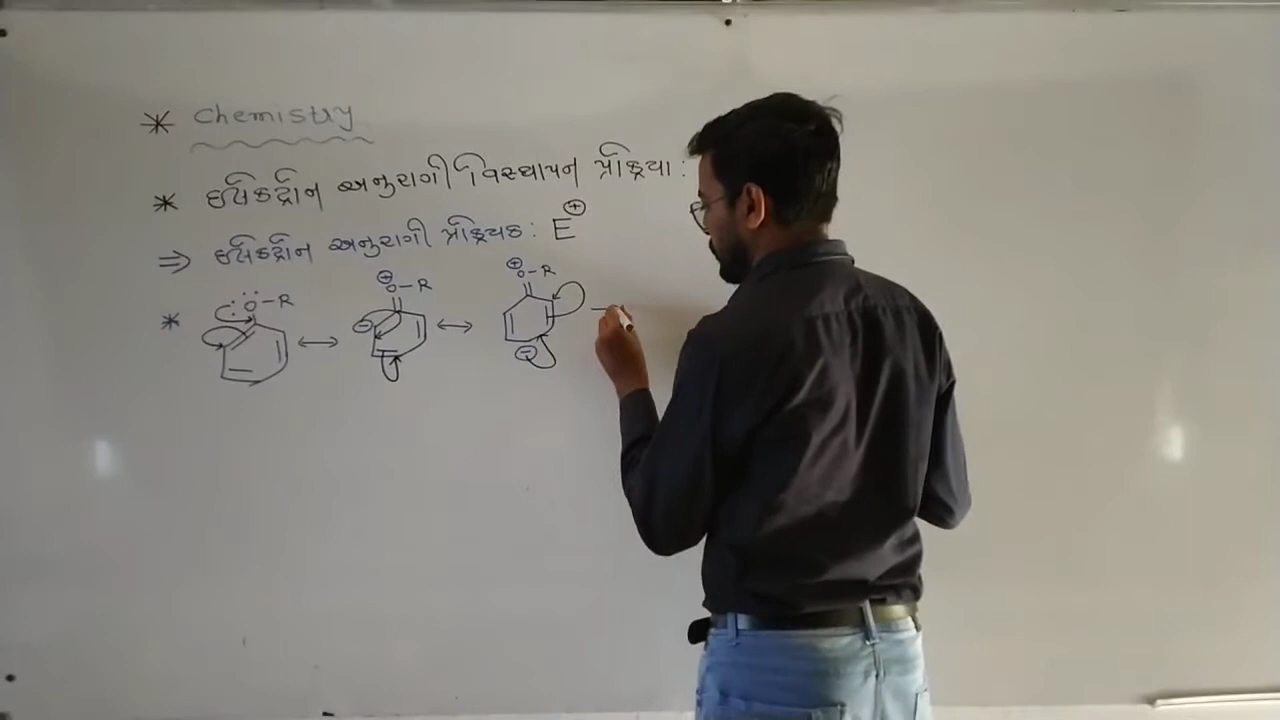 * Chemistry
* ઇલેક્ટ્રોન અનુરાગી વિસ્થાપન પ્રક્રિયા :
⇒ ઇલેક્ટ્રોન અનુરાગી પ્રક્રિયક : E⊕
* :Ö-R ↔ ⊕ O-R ⊖ ↔ ⊕ O-R ⊖